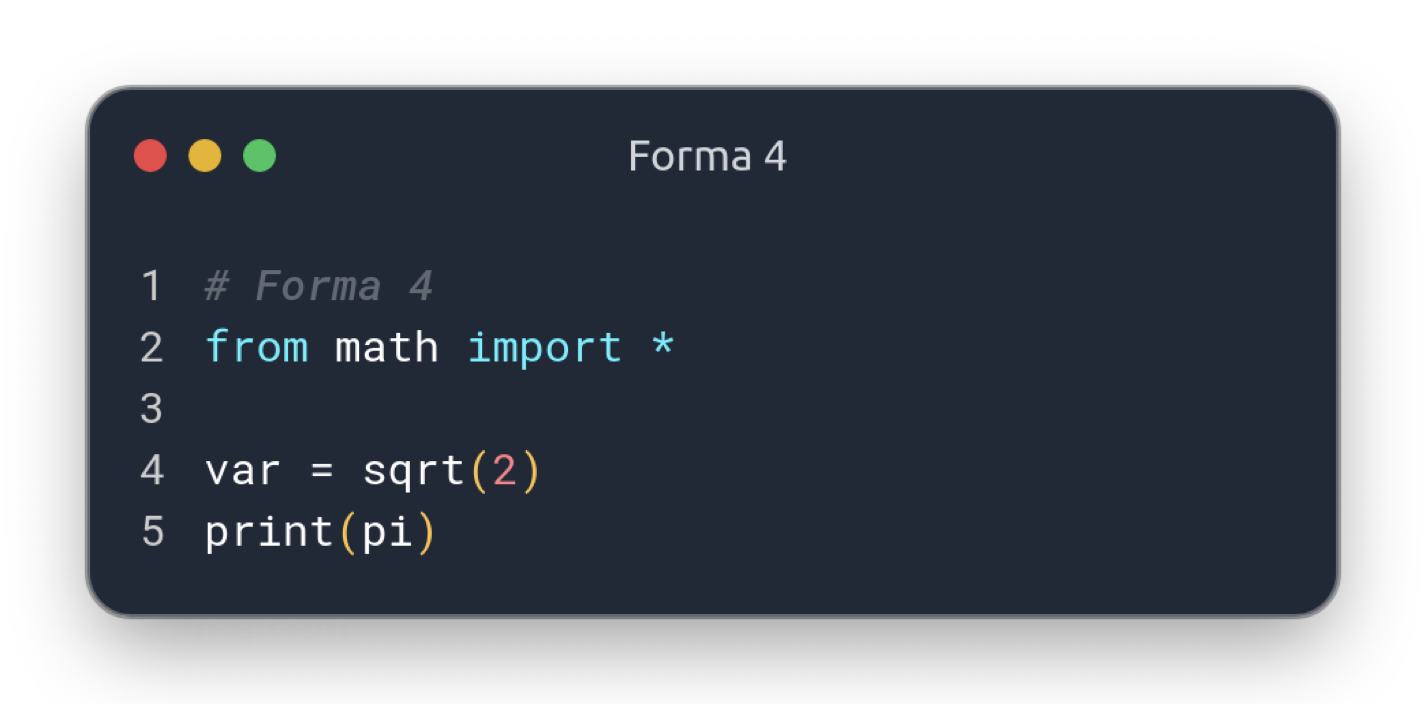 Forma 4
1 # Forma 4
2 from math import *
3
4 var = sqrt(2)
5 print(pi)